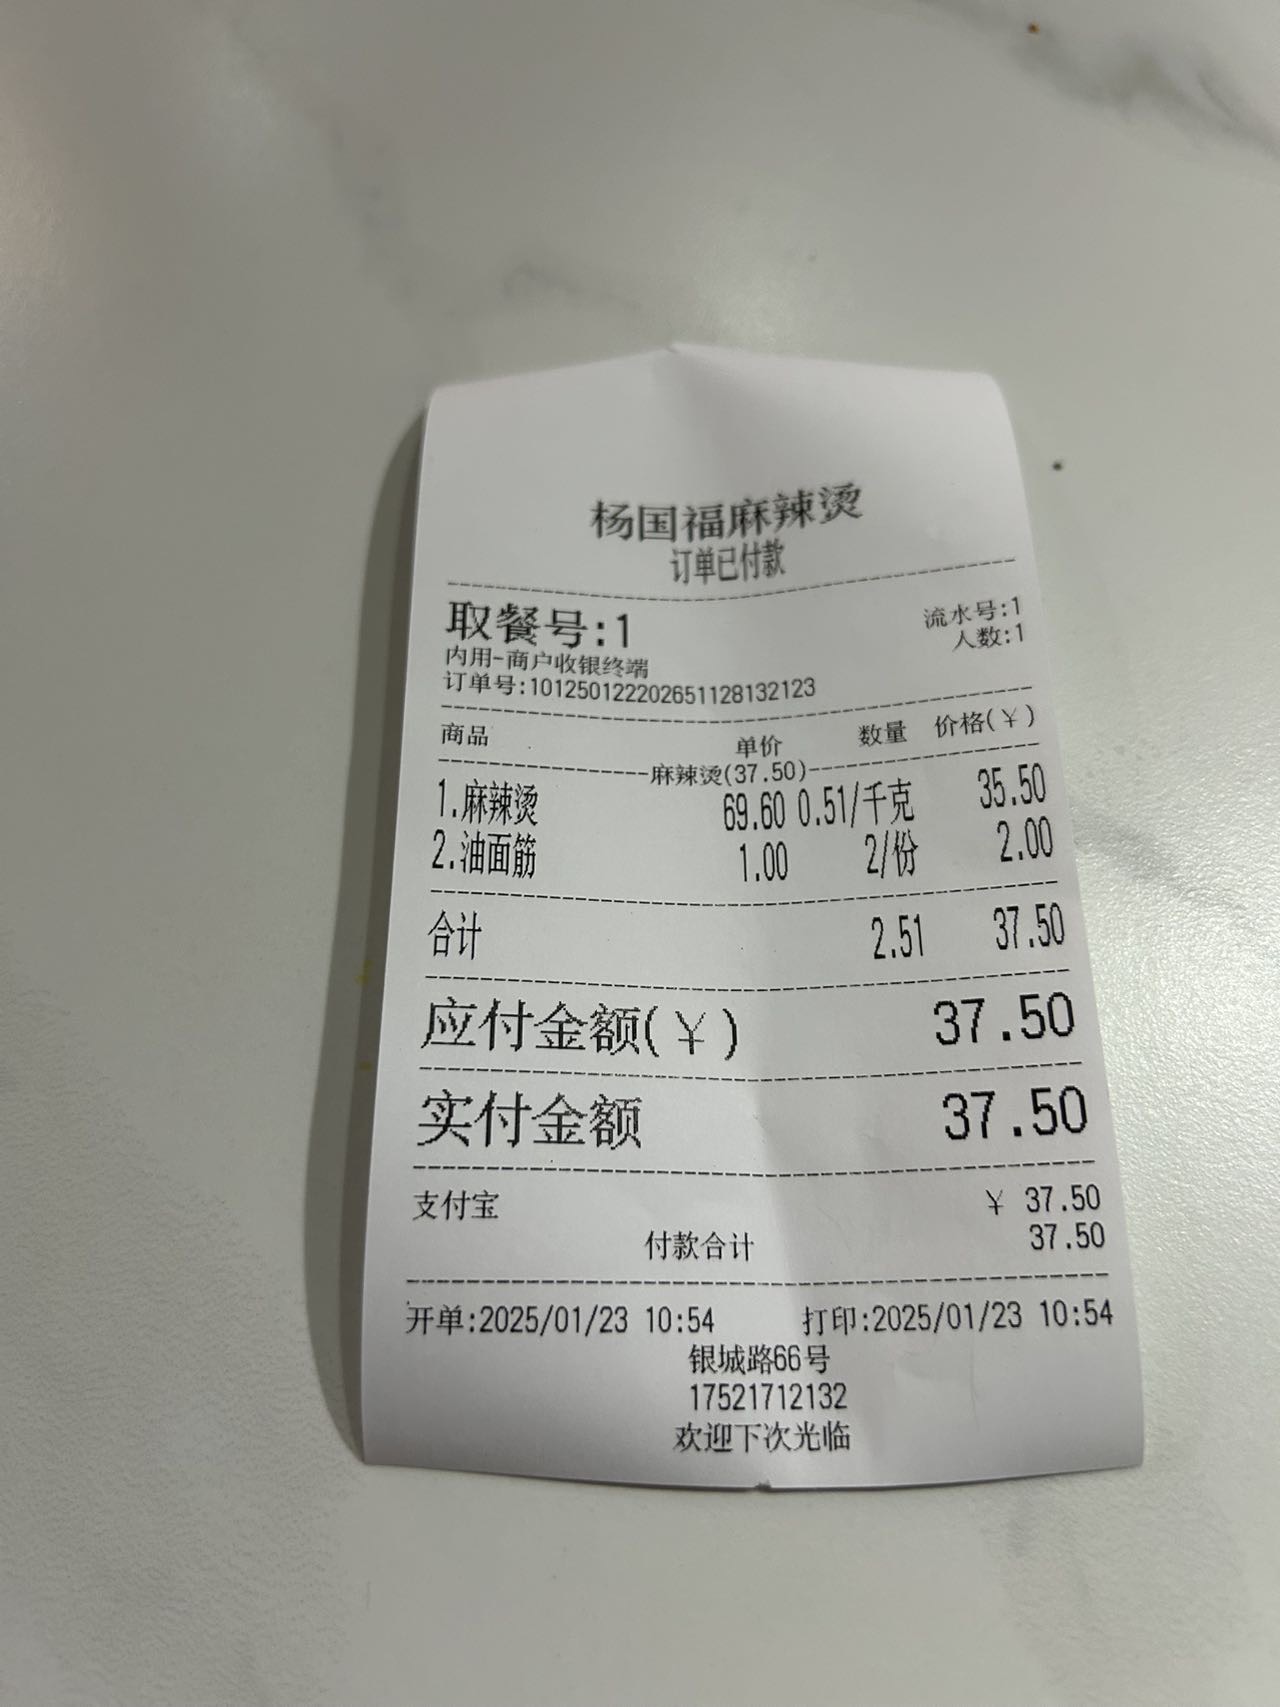 杨国福麻辣烫
订单已付款
取餐号:1
流水号:1
人数:1
内用-商户收银终端
订单号:101250122202651128132123
商品 单价 数量 价格(¥)
麻辣烫(37.50)
1.麻辣烫 69.60 0.51/千克 35.50
2.油面筋 1.00 2/份 2.00
合计 2.51 37.50
应付金额(¥) 37.50
实付金额 37.50
支付宝 ¥ 37.50
付款合计 37.50
开单:2025/01/23 10:54 打印:2025/01/23 10:54
银城路66号
17521712132
欢迎下次光临